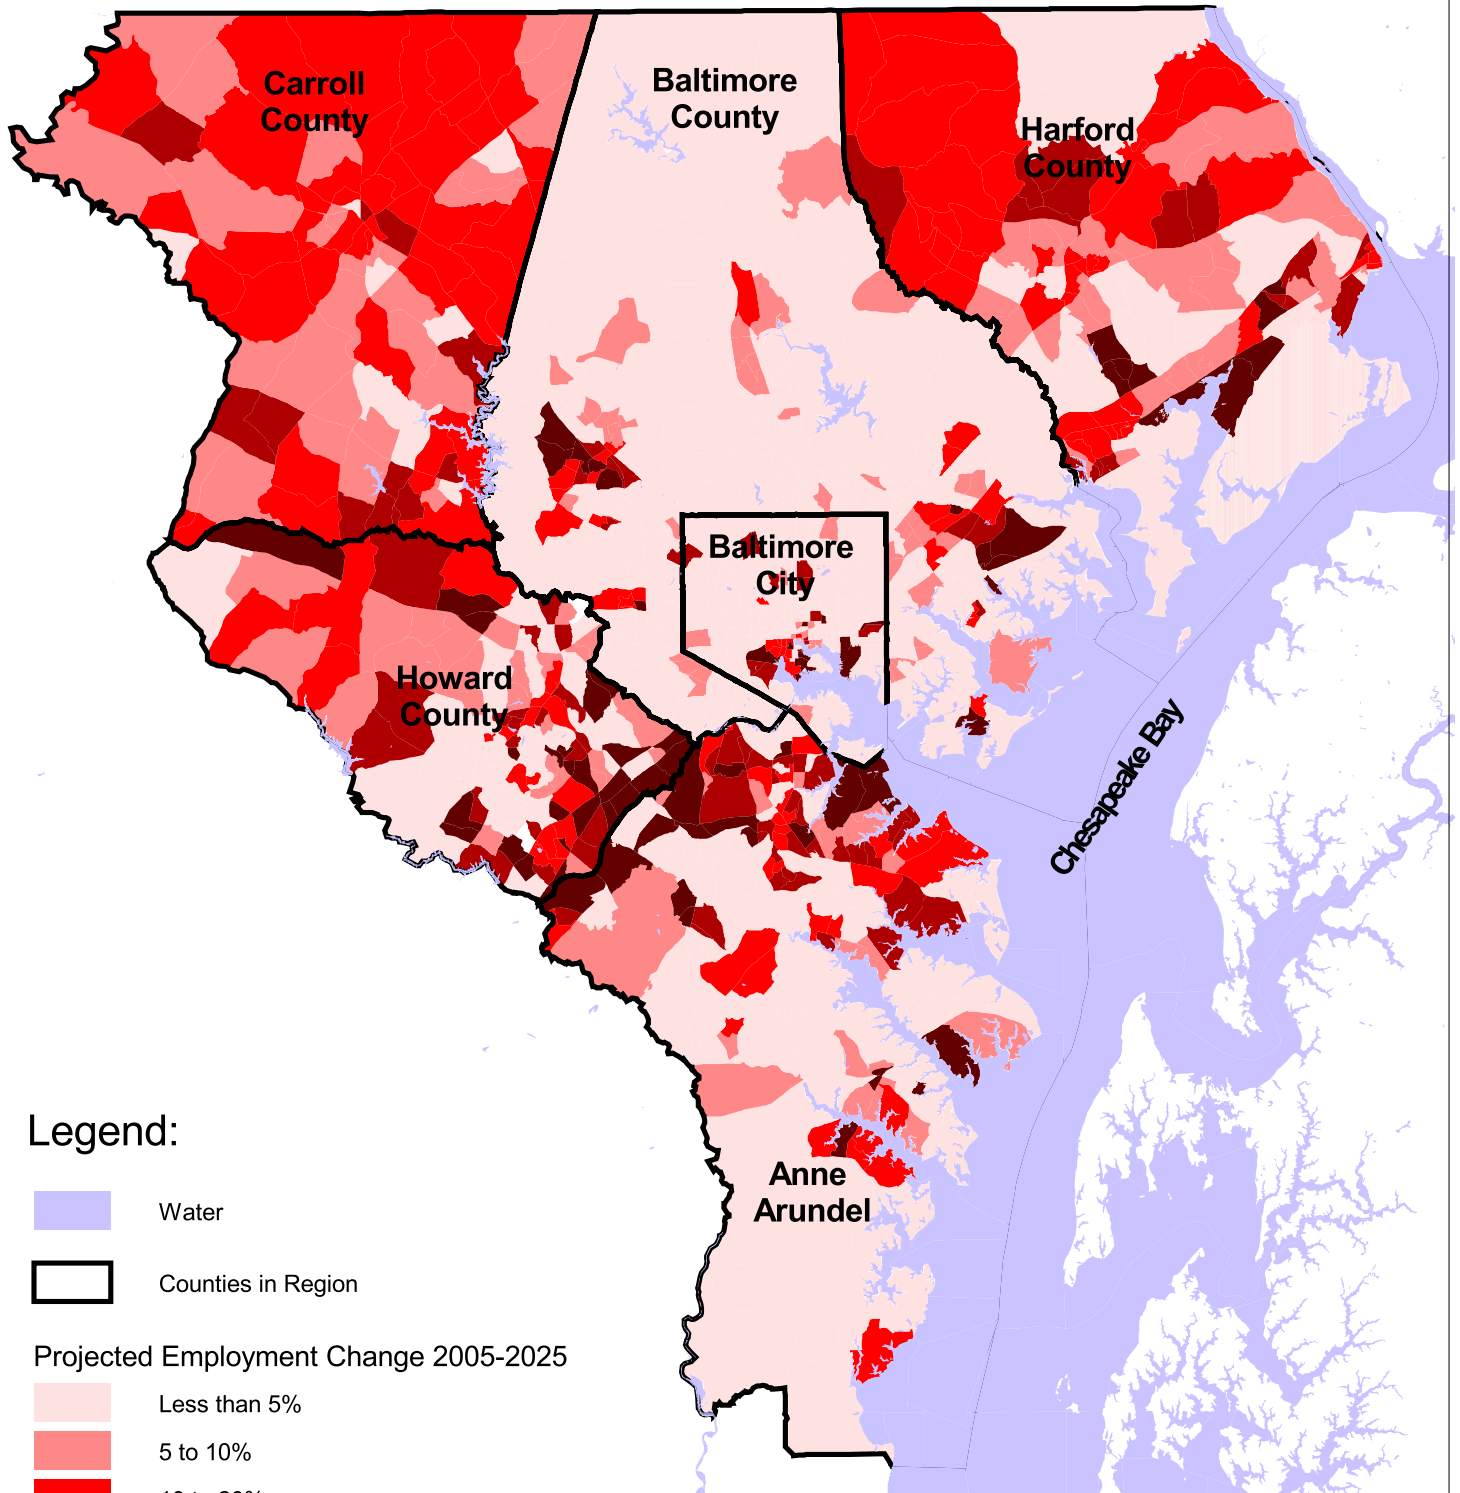 Carroll
County
Baltimore
County
Harford
County
Baltimore
City
Howard
County
Chesapeake Bay
Anne
Arundel
Legend:
Water
Counties in Region
Projected Employment Change 2005-2025
Less than 5%
5 to 10%